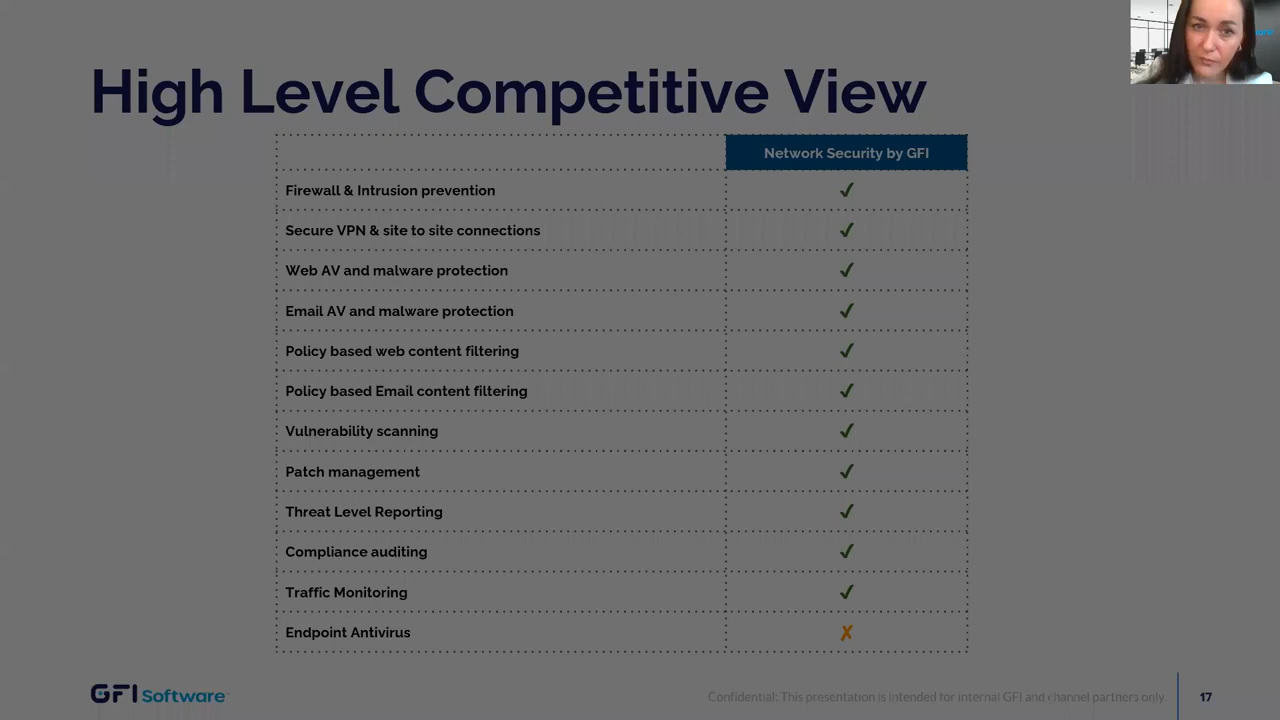 High Level Competitive View
Network Security by GFI
Firewall & Intrusion prevention ✓
Secure VPN & site to site connections ✓
Web AV and malware protection ✓
Email AV and malware protection ✓
Policy based web content filtering ✓
Policy based Email content filtering ✓
Vulnerability scanning ✓
Patch management ✓
Threat Level Reporting ✓
Compliance auditing ✓
Traffic Monitoring ✓
Endpoint Antivirus ✗
GFI Software
Confidential: This presentation is intended for internal GFI and channel partners only.
17